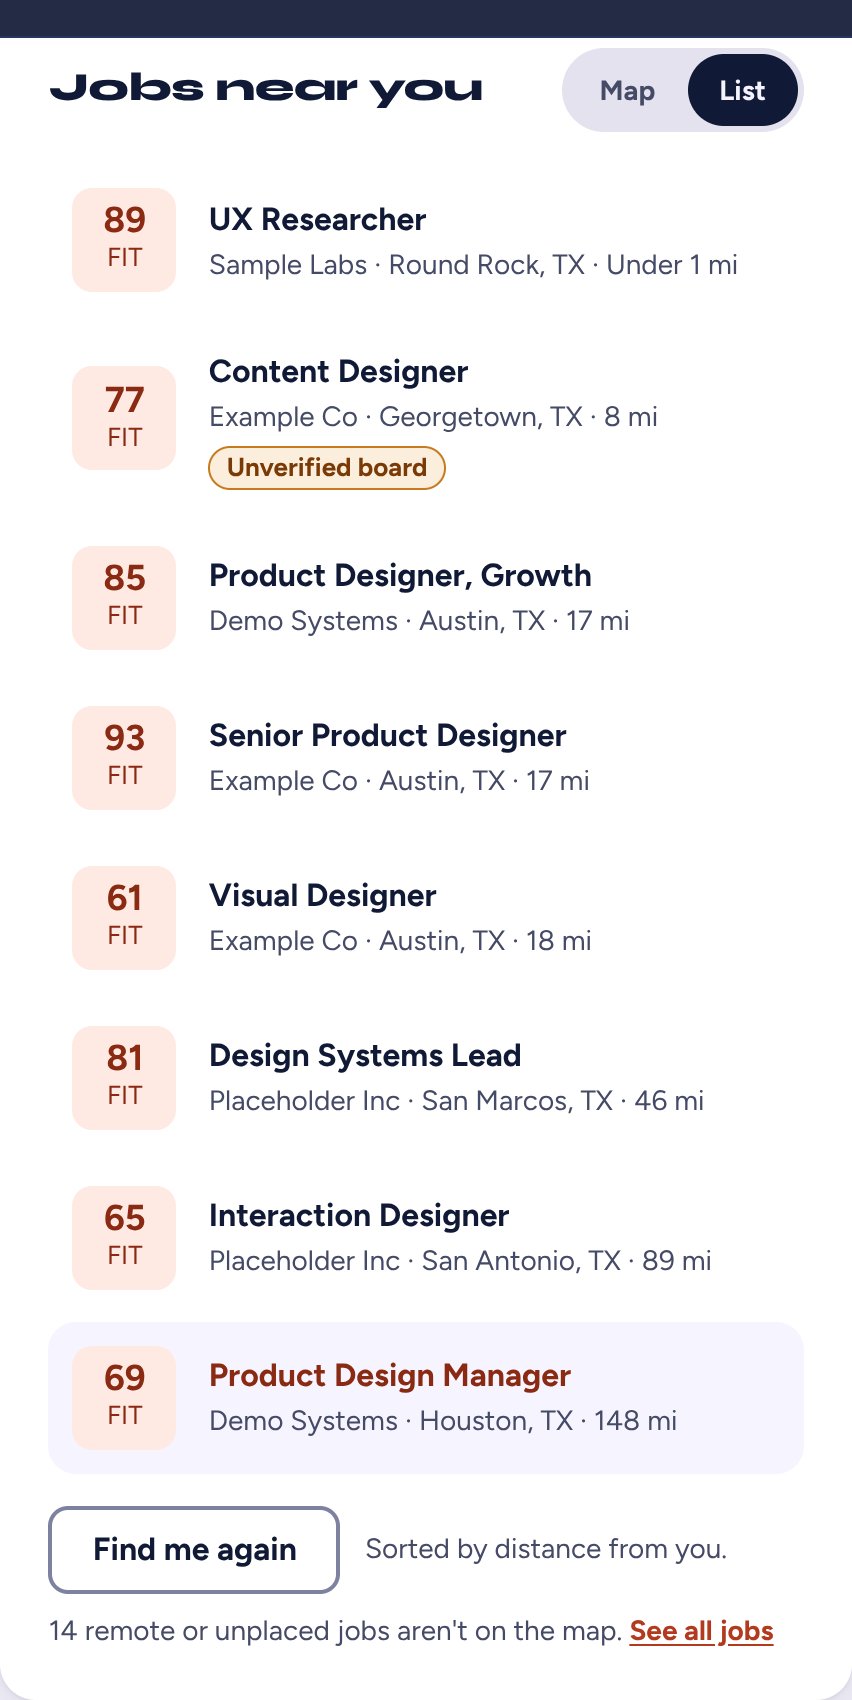 Jobs near you
Map
List
89
FIT
UX Researcher
Sample Labs · Round Rock, TX · Under 1 mi
77
FIT
Content Designer
Example Co · Georgetown, TX · 8 mi
Unverified board
85
FIT
Product Designer, Growth
Demo Systems · Austin, TX · 17 mi
93
FIT
Senior Product Designer
Example Co · Austin, TX · 17 mi
61
FIT
Visual Designer
Example Co · Austin, TX · 18 mi
81
FIT
Design Systems Lead
Placeholder Inc · San Marcos, TX · 46 mi
65
FIT
Interaction Designer
Placeholder Inc · San Antonio, TX · 89 mi
69
FIT
Product Design Manager
Demo Systems · Houston, TX · 148 mi
Find me again
Sorted by distance from you.
14 remote or unplaced jobs aren't on the map. See all jobs